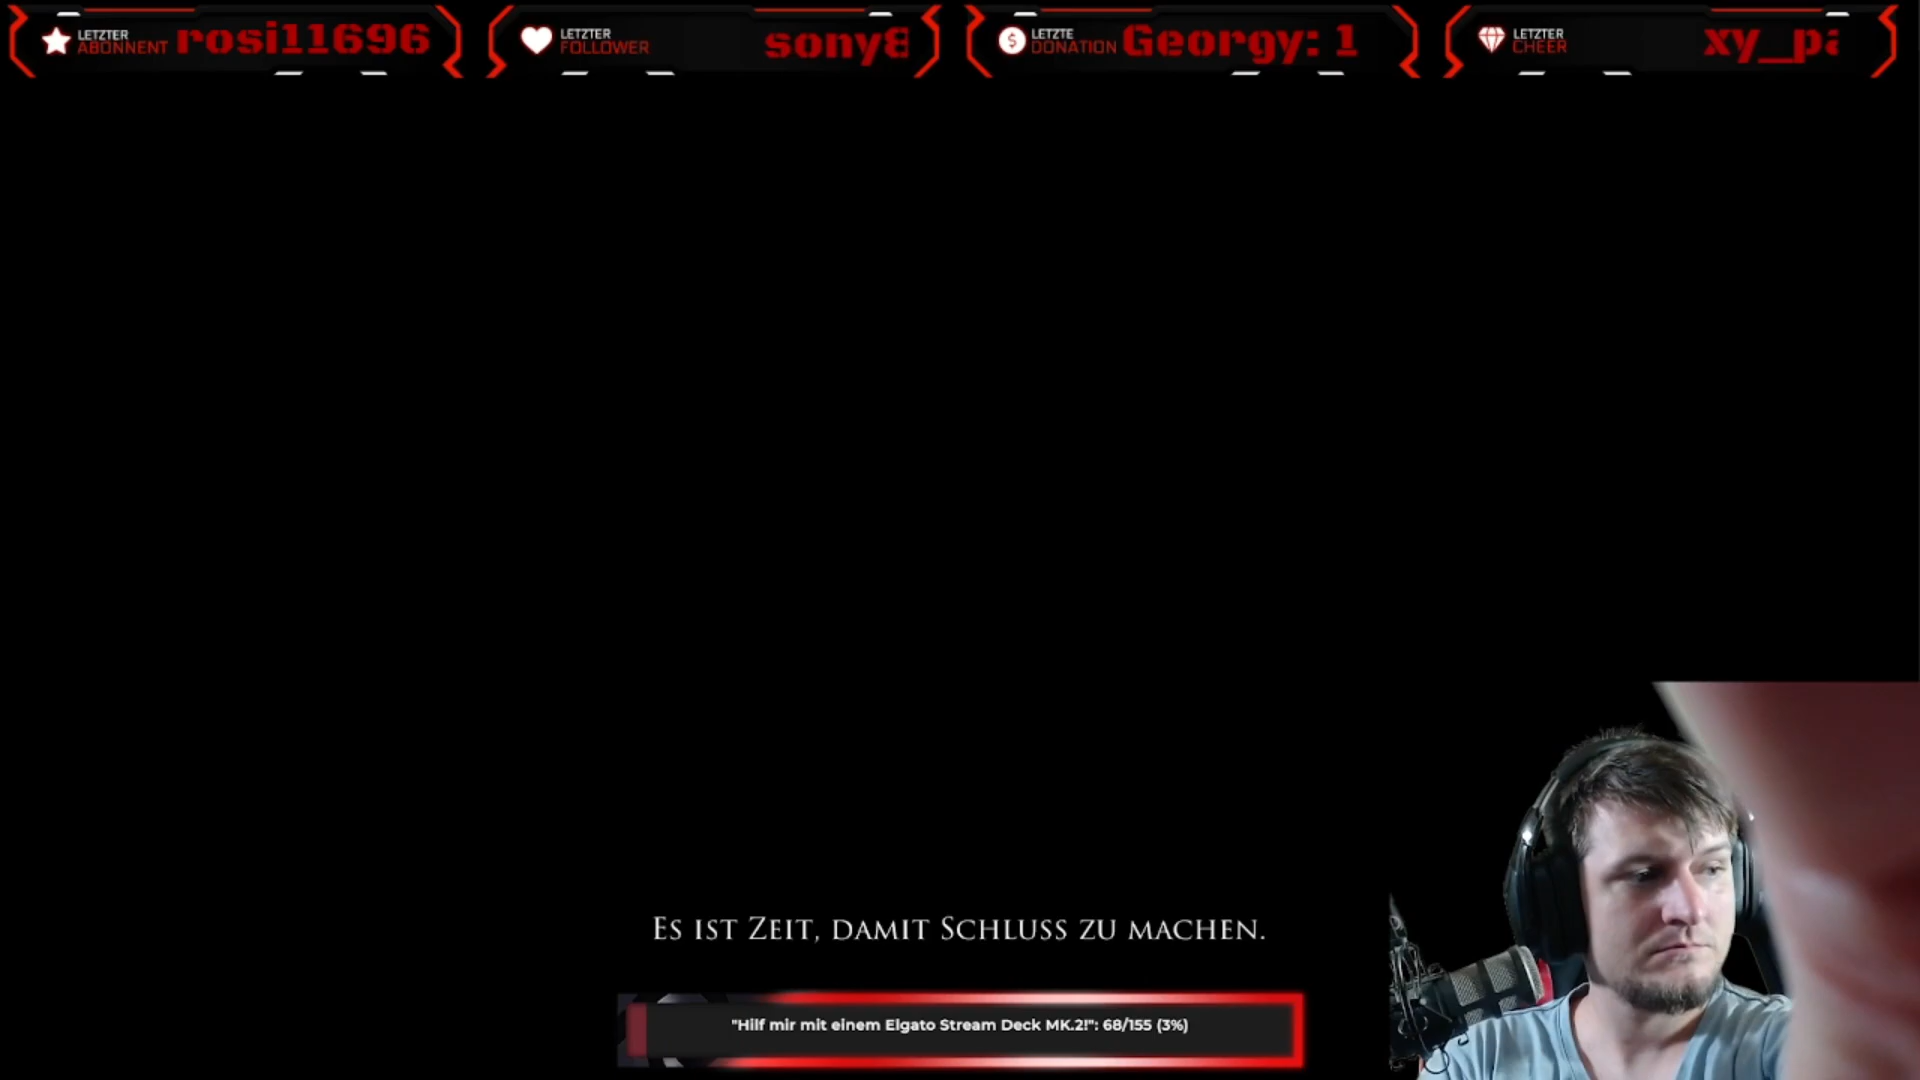 LETZTER
ABONNENT
rosi11696
LETZTER
FOLLOWER
sony8
LETZTE
DONATION
Georgy: 1
LETZTER
CHEER
xy_pa
Es ist Zeit, damit Schluss zu machen.
"Hilf mir mit einem Elgato Stream Deck MK.2!": 68/155 (3%)